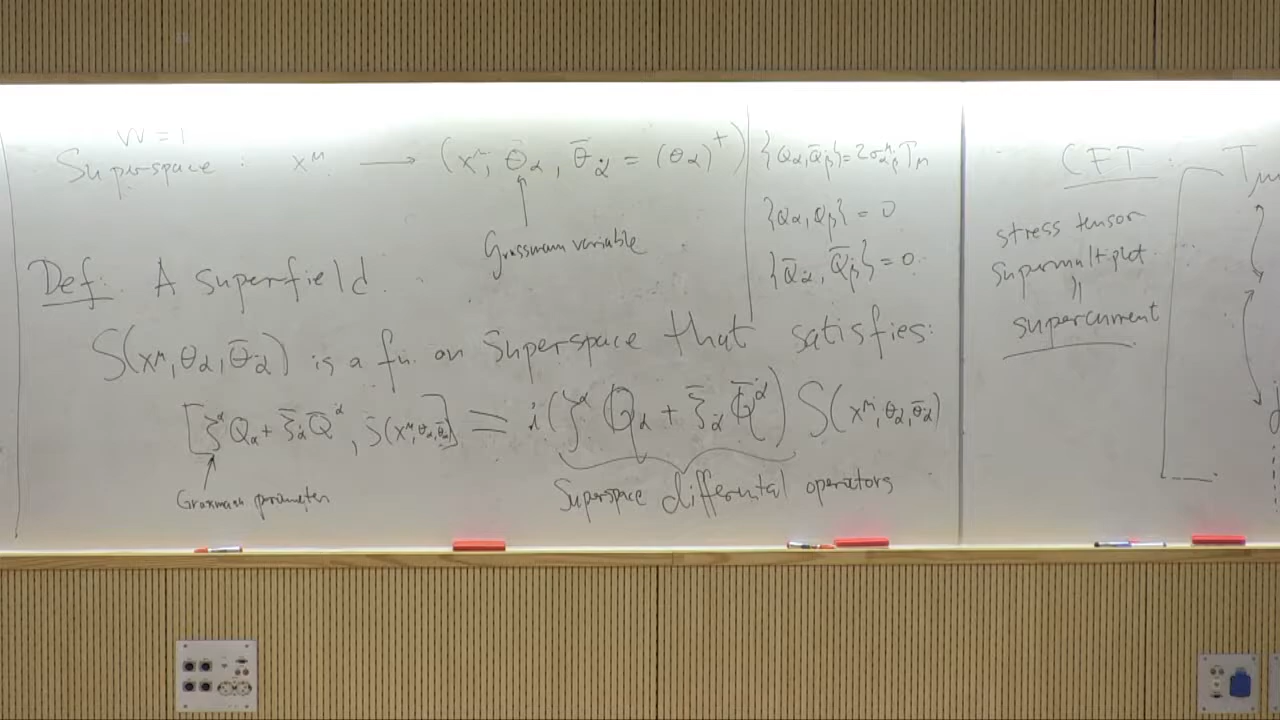 N=1
Superspace : x^μ → (x^μ, θ_α, θ̄_α̇ = (θ_α)^†)
Grassmann variable
{Q_α, Q̄_β̇} = 2σ^μ_αβ̇ P_μ
{Q_α, Q_β} = 0
{Q̄_α̇, Q̄_β̇} = 0
Def: A superfield
S(x^μ, θ_α, θ̄_α̇) is a fn. on superspace that satisfies:
[ξ^α Q_α + ξ̄_α̇ Q̄^α̇, S(x^μ, θ_α, θ̄_α̇)] = i(ξ^α Q_α + ξ̄_α̇ Q̄^α̇) S(x^μ, θ_α, θ̄_α̇)
Grassmann parameter
Superspace differential operators
CFT : T_μ
stress tensor
supermultiplet
=
supercurrent